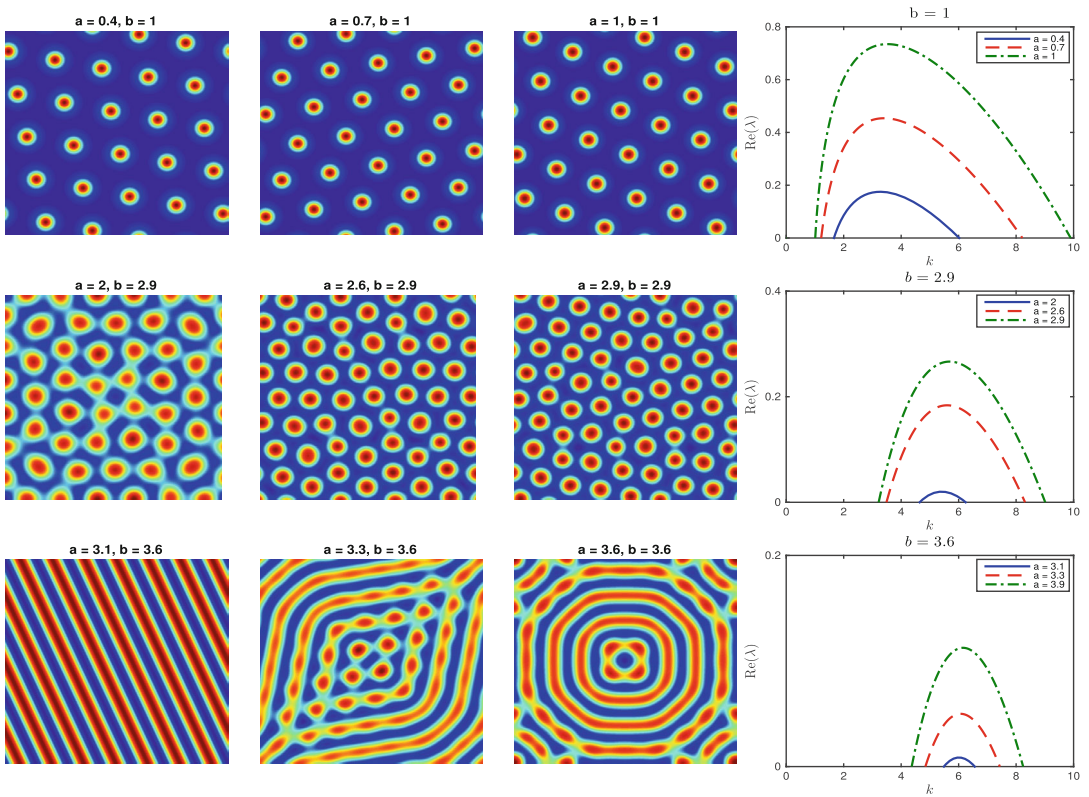 a = 0.4, b = 1
a = 0.7, b = 1
a = 1, b = 1
b = 1
a = 0.4
a = 0.7
a = 1
Re(λ)
0.8
0.6
0.4
0.2
0
0 2 4 6 8 10
k
a = 2, b = 2.9
a = 2.6, b = 2.9
a = 2.9, b = 2.9
b = 2.9
a = 2
a = 2.6
a = 2.9
Re(λ)
0.4
0.2
0
0 2 4 6 8 10
k
a = 3.1, b = 3.6
a = 3.3, b = 3.6
a = 3.6, b = 3.6
b = 3.6
a = 3.1
a = 3.3
a = 3.9
Re(λ)
0.2
0
0 2 4 6 8 10
k